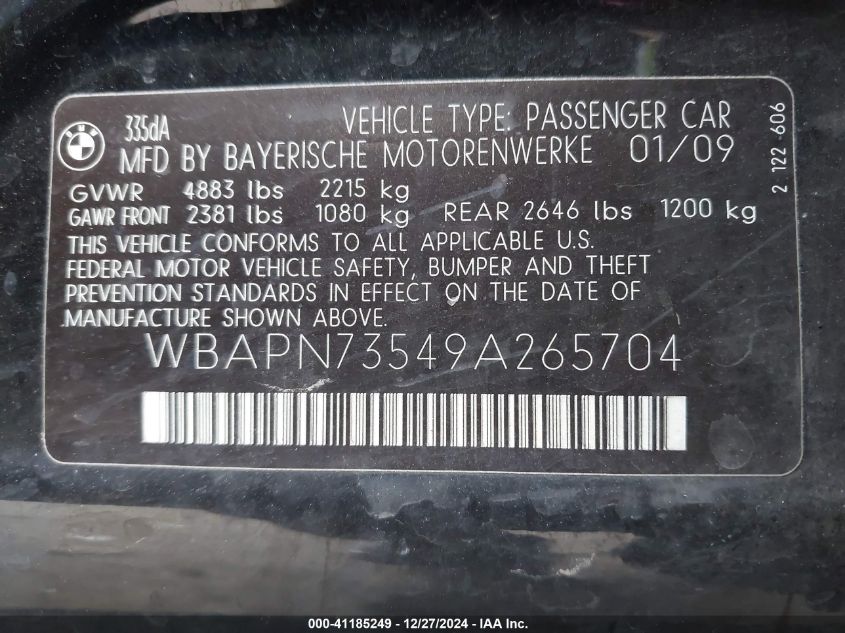 335dA VEHICLE TYPE: PASSENGER CAR
BMW MFD BY BAYERISCHE MOTORENWERKE 01/09
GVWR 4883 lbs 2215 kg
GAWR FRONT 2381 lbs 1080 kg REAR 2646 lbs 1200 kg
THIS VEHICLE CONFORMS TO ALL APPLICABLE U.S.
FEDERAL MOTOR VEHICLE SAFETY, BUMPER AND THEFT
PREVENTION STANDARDS IN EFFECT ON THE DATE OF
MANUFACTURE SHOWN ABOVE.
WBAPN73549A265704
2 122 606
000-41185249 - 12/27/2024 - IAA Inc.